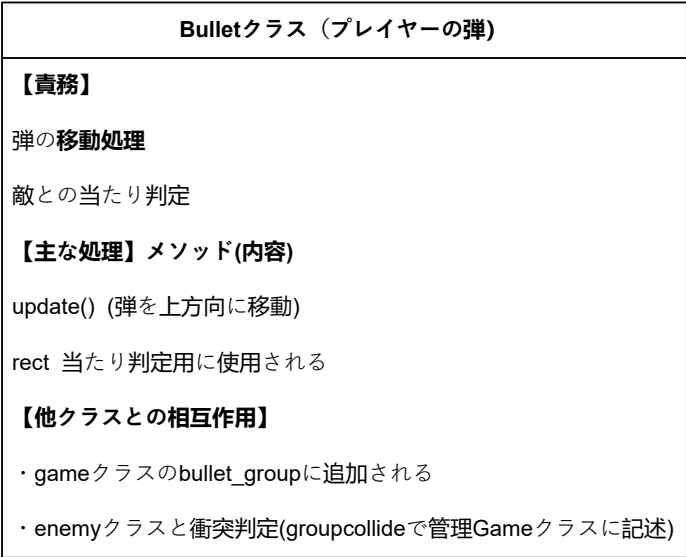 Bulletクラス（プレイヤーの弾)
【責務】
弾の移動処理
敵との当たり判定
【主な処理】メソッド(内容)
update() (弾を上方向に移動)
rect 当たり判定用に使用される
【他クラスとの相互作用】
・gameクラスのbullet_groupに追加される
・enemyクラスと衝突判定(groupcollideで管理Gameクラスに記述)